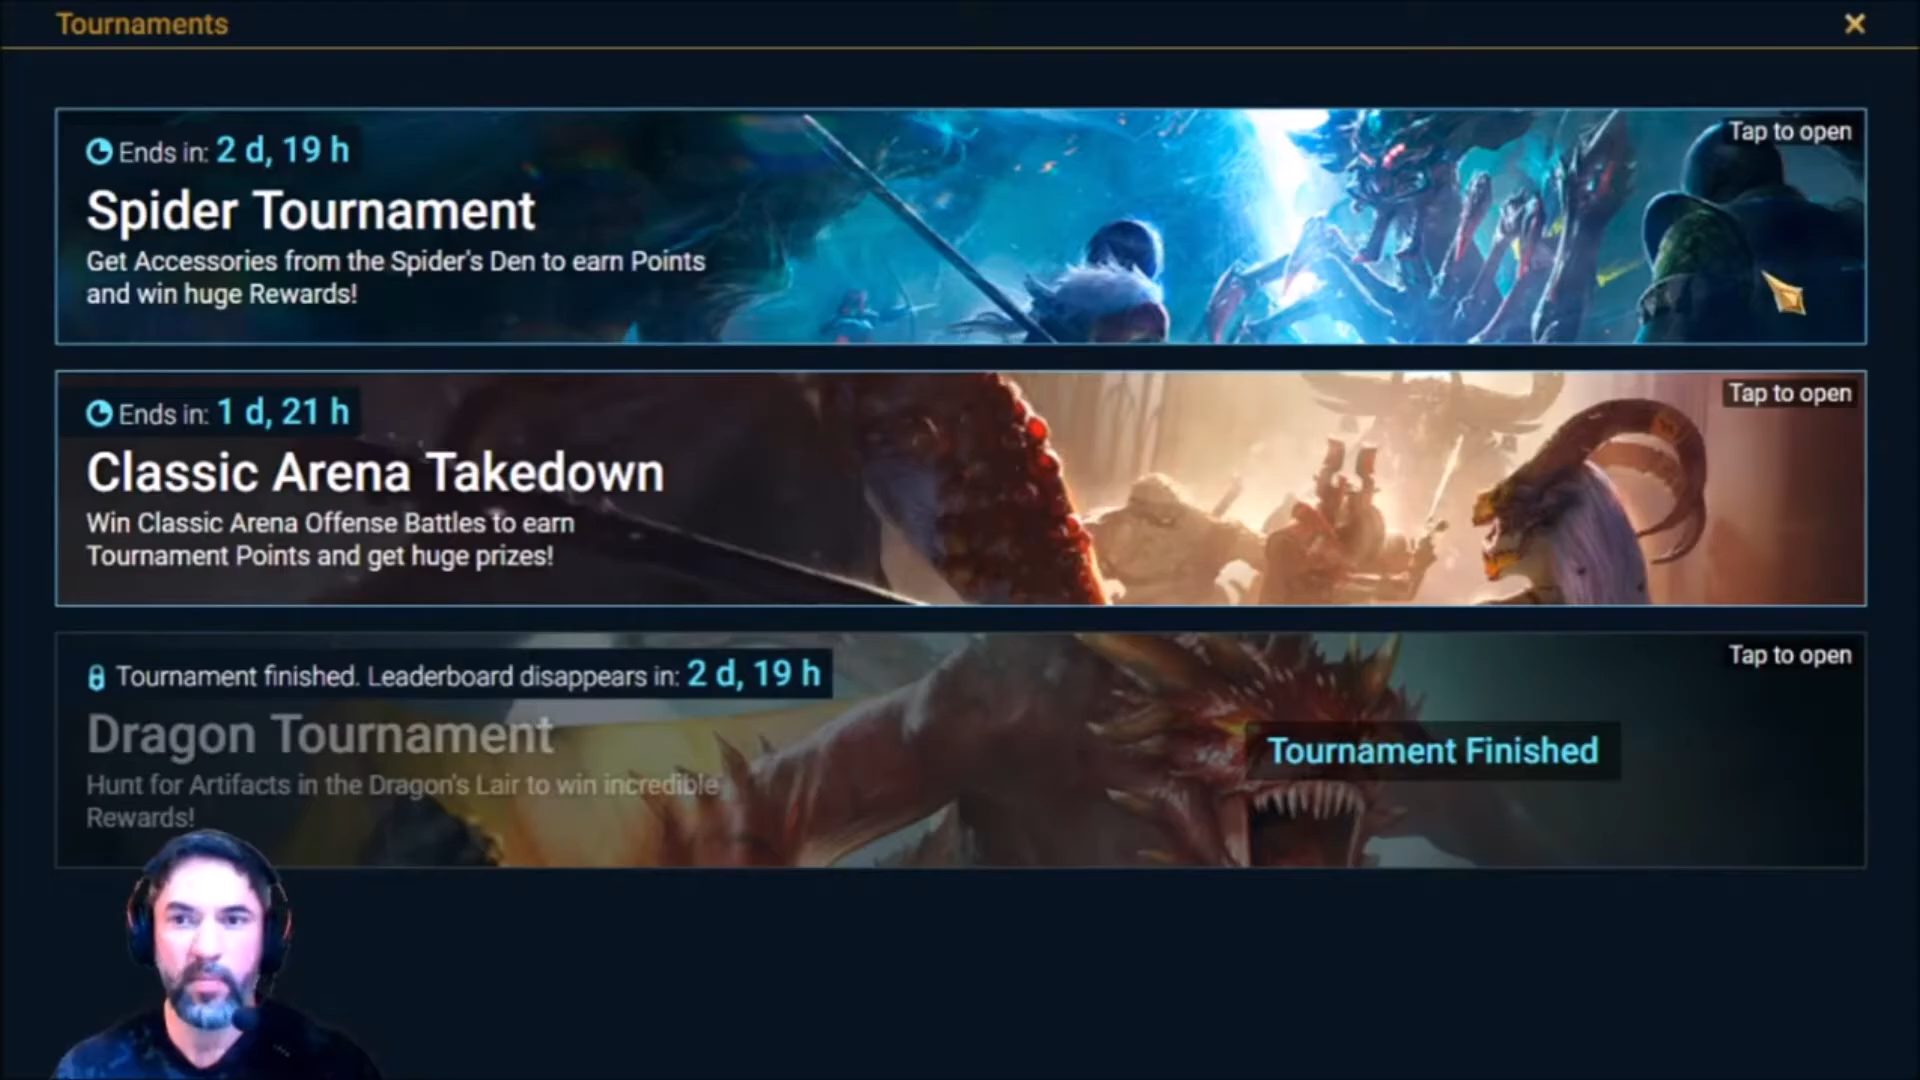 Tournaments
Tap to open
Ends in: 2 d, 19 h
Spider Tournament
Get Accessories from the Spider's Den to earn Points
and win huge Rewards!
Tap to open
Ends in: 1 d, 21 h
Classic Arena Takedown
Win Classic Arena Offense Battles to earn
Tournament Points and get huge prizes!
Tap to open
Tournament finished. Leaderboard disappears in: 2 d, 19 h
Dragon Tournament
Tournament Finished
Hunt for Artifacts in the Dragon's Lair to win incredible
Rewards!